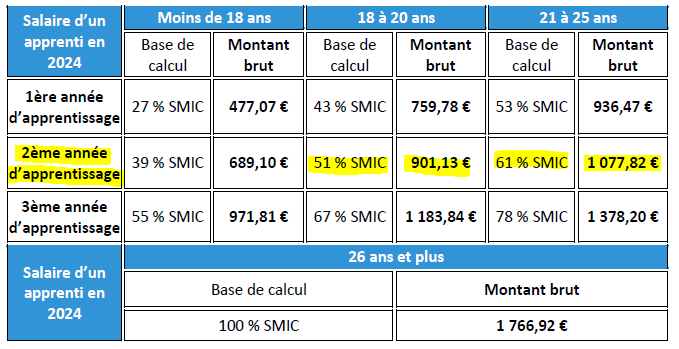 Salaire d’un apprenti en 2024
Moins de 18 ans
18 à 20 ans
21 à 25 ans
Base de calcul
Montant brut
Base de calcul
Montant brut
Base de calcul
Montant brut
1ère année d’apprentissage
27 % SMIC
477,07 €
43 % SMIC
759,78 €
53 % SMIC
936,47 €
2ème année d’apprentissage
39 % SMIC
689,10 €
51 % SMIC
901,13 €
61 % SMIC
1 077,82 €
3ème année d’apprentissage
55 % SMIC
971,81 €
67 % SMIC
1 183,84 €
78 % SMIC
1 378,20 €
Salaire d’un apprenti en 2024
26 ans et plus
Base de calcul
Montant brut
100 % SMIC
1 766,92 €